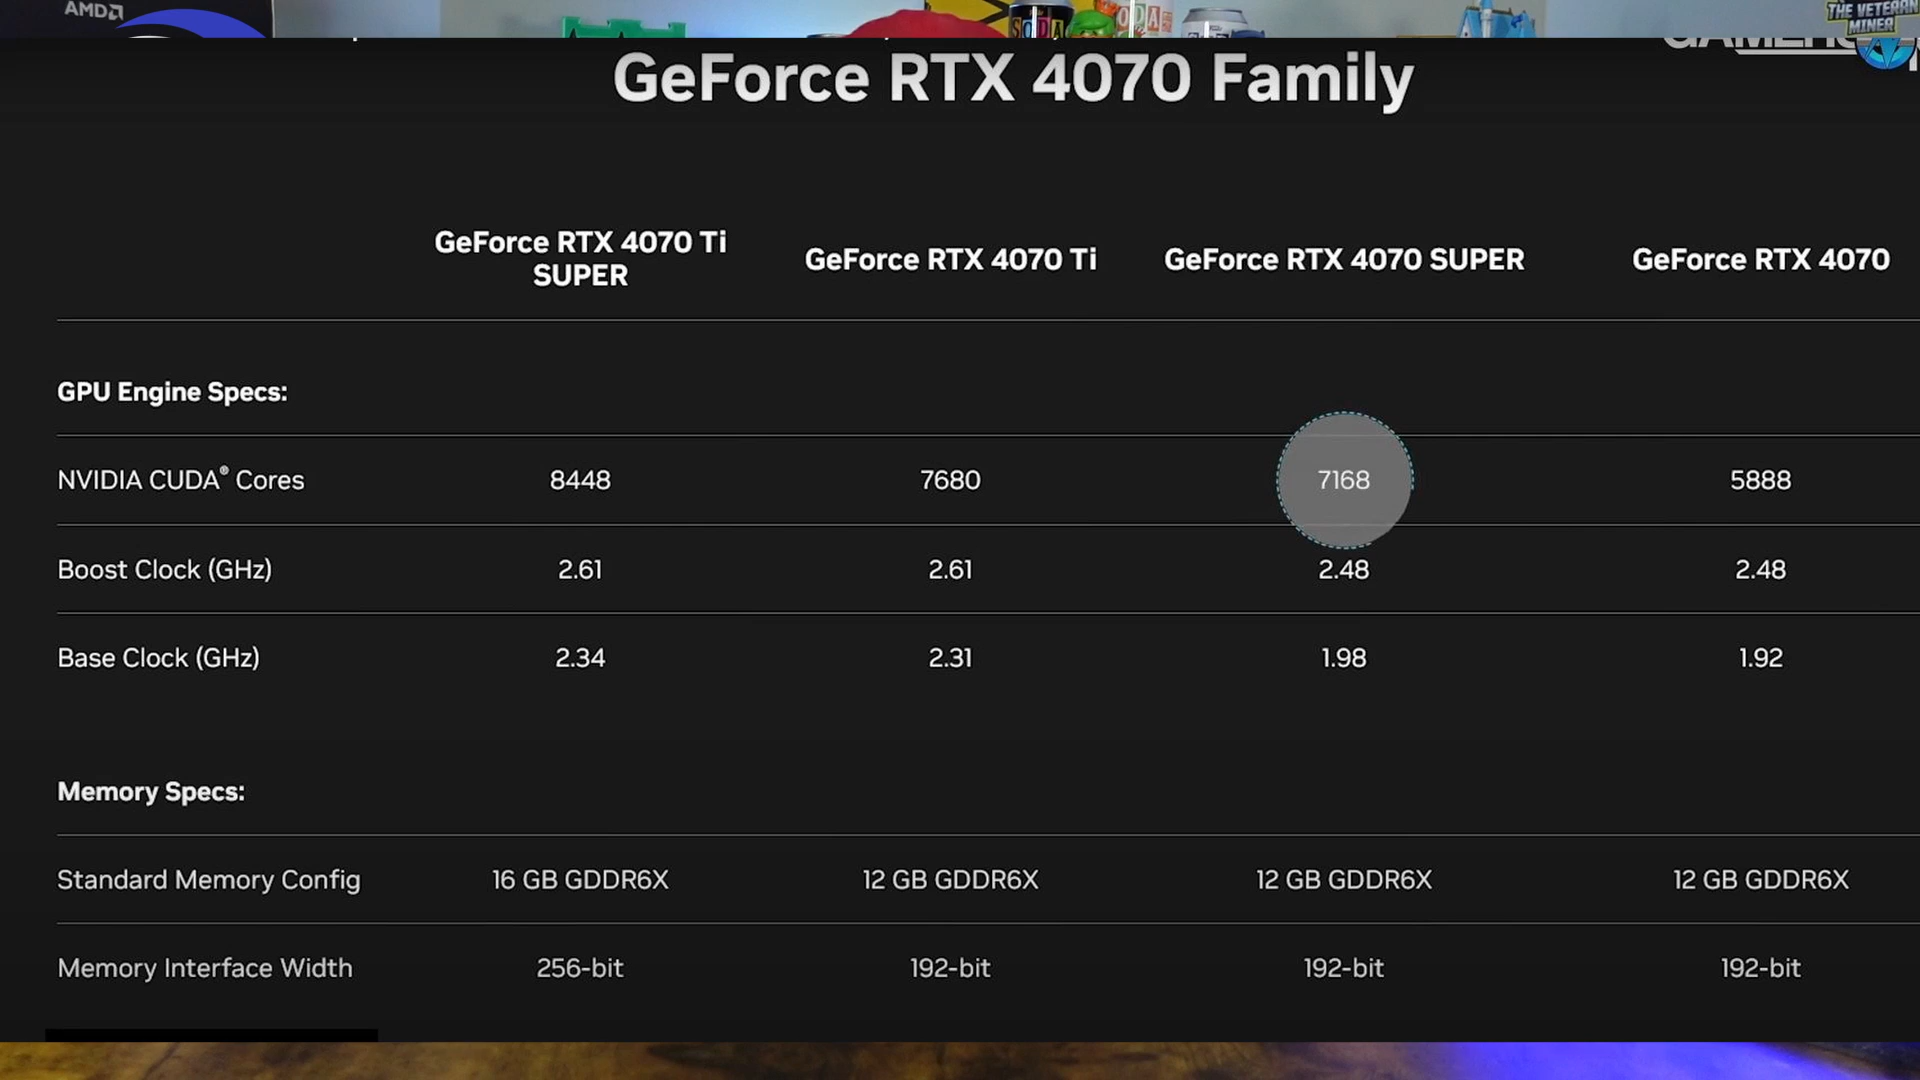 AMD
SODA
THE VETERAN
MINER
GeForce RTX 4070 Family
GeForce RTX 4070 Ti
SUPER
GeForce RTX 4070 Ti
GeForce RTX 4070 SUPER
GeForce RTX 4070
GPU Engine Specs:
NVIDIA CUDA® Cores 8448 7680 7168 5888
Boost Clock (GHz) 2.61 2.61 2.48 2.48
Base Clock (GHz) 2.34 2.31 1.98 1.92
Memory Specs:
Standard Memory Config 16 GB GDDR6X 12 GB GDDR6X 12 GB GDDR6X 12 GB GDDR6X
Memory Interface Width 256-bit 192-bit 192-bit 192-bit